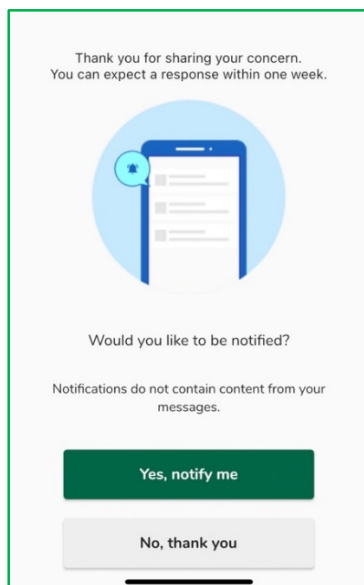 Thank you for sharing your concern.
You can expect a response within one week.
Would you like to be notified?
Notifications do not contain content from your
messages.
Yes, notify me
No, thank you